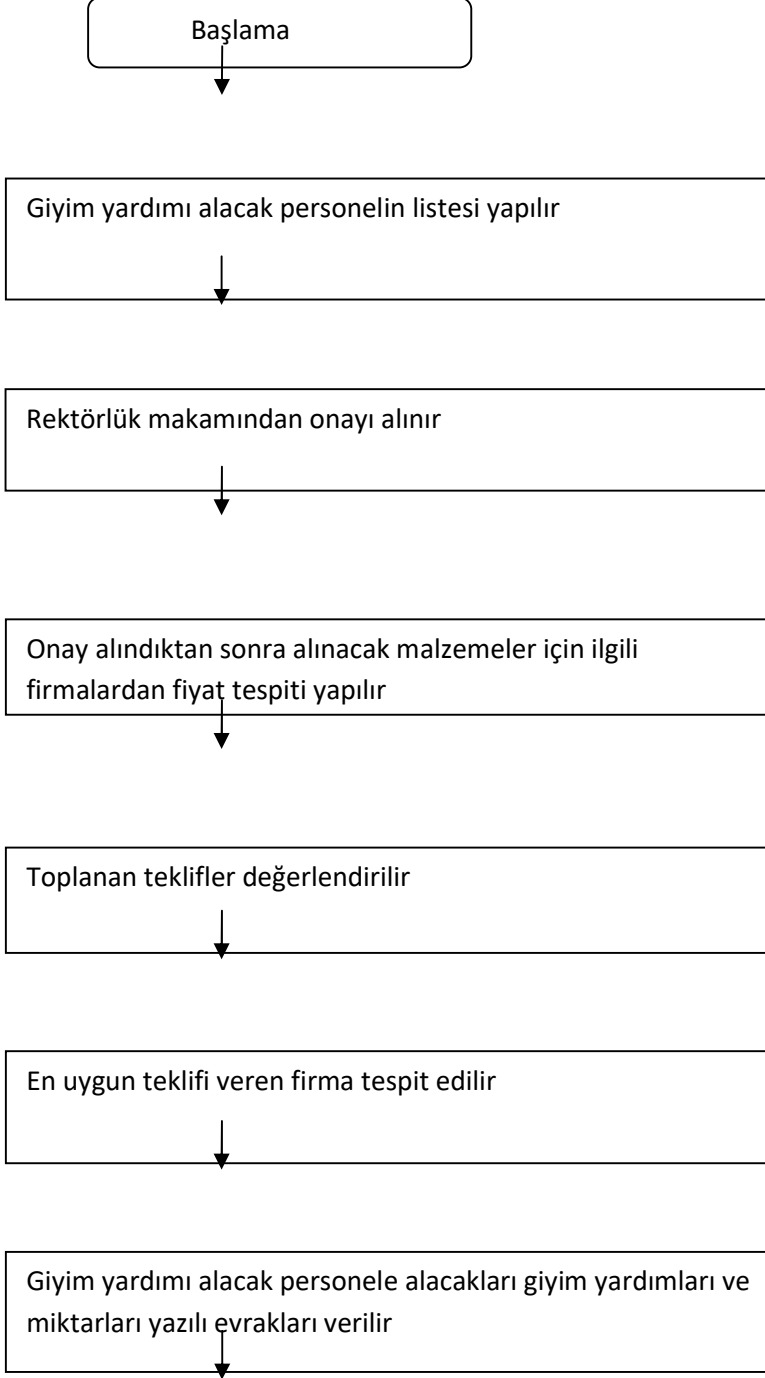 Başlama
Giyim yardımı alacak personelin listesi yapılır
Rektörlük makamından onayı alınır
Onay alındıktan sonra alınacak malzemeler için ilgili
firmalardan fiyat tespiti yapılır
Toplanan teklifler değerlendirilir
En uygun teklifi veren firma tespit edilir
Giyim yardımı alacak personele alacakları giyim yardımları ve
miktarları yazılı evrakları verilir